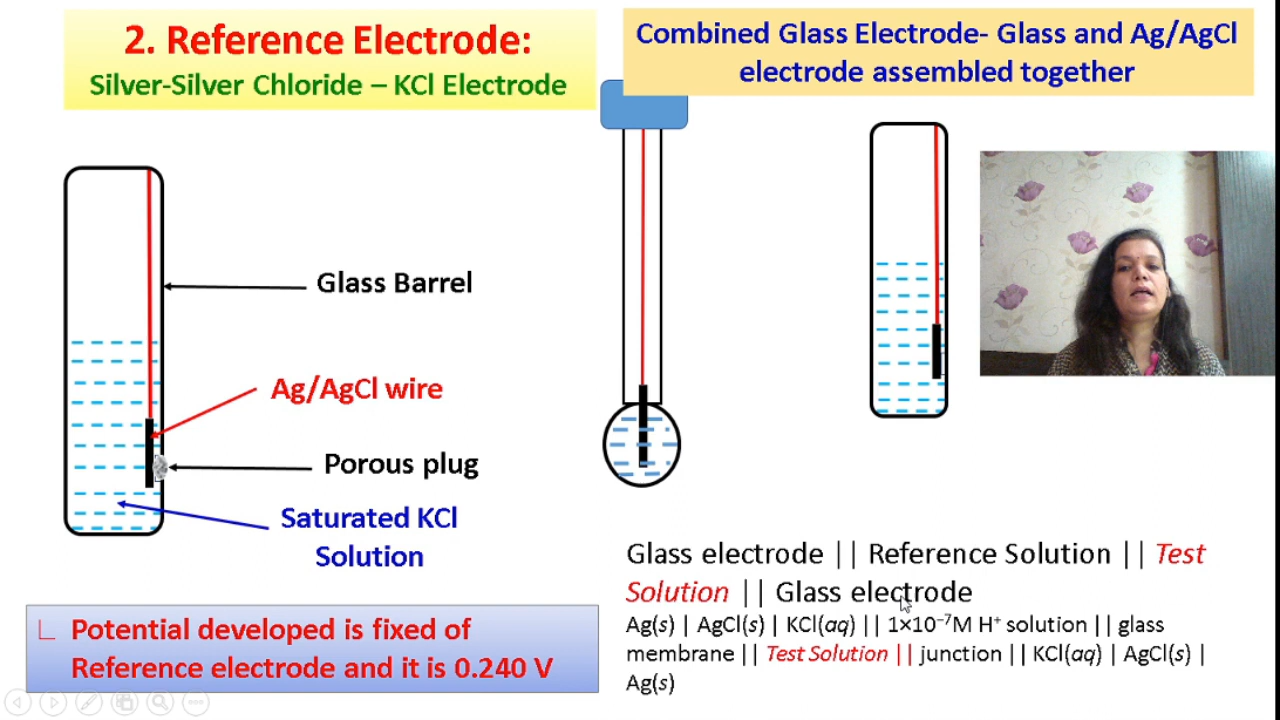 2. Reference Electrode:
Silver-Silver Chloride – KCl Electrode
Combined Glass Electrode- Glass and Ag/AgCl
electrode assembled together
Glass Barrel
Ag/AgCl wire
Porous plug
Saturated KCl
Solution
Potential developed is fixed of
Reference electrode and it is 0.240 V
Glass electrode || Reference Solution || Test
Solution || Glass electrode
Ag(s) | AgCl(s) | KCl(aq) || 1×10⁻⁷M H⁺ solution || glass
membrane || Test Solution || junction || KCl(aq) | AgCl(s) |
Ag(s)